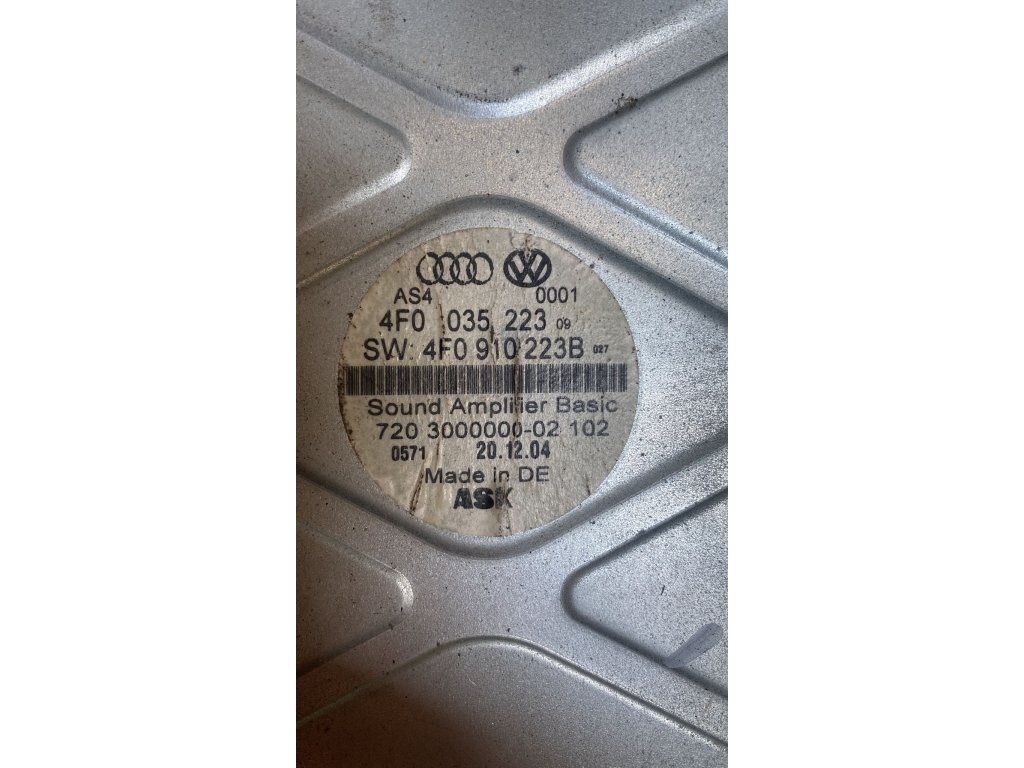 AS4 0001
4F0 035 223 09
SW: 4F0 910 223B 027
Sound Amplifier Basic
720 3000000-02 102
0571 20.12.04
Made in DE
ASK